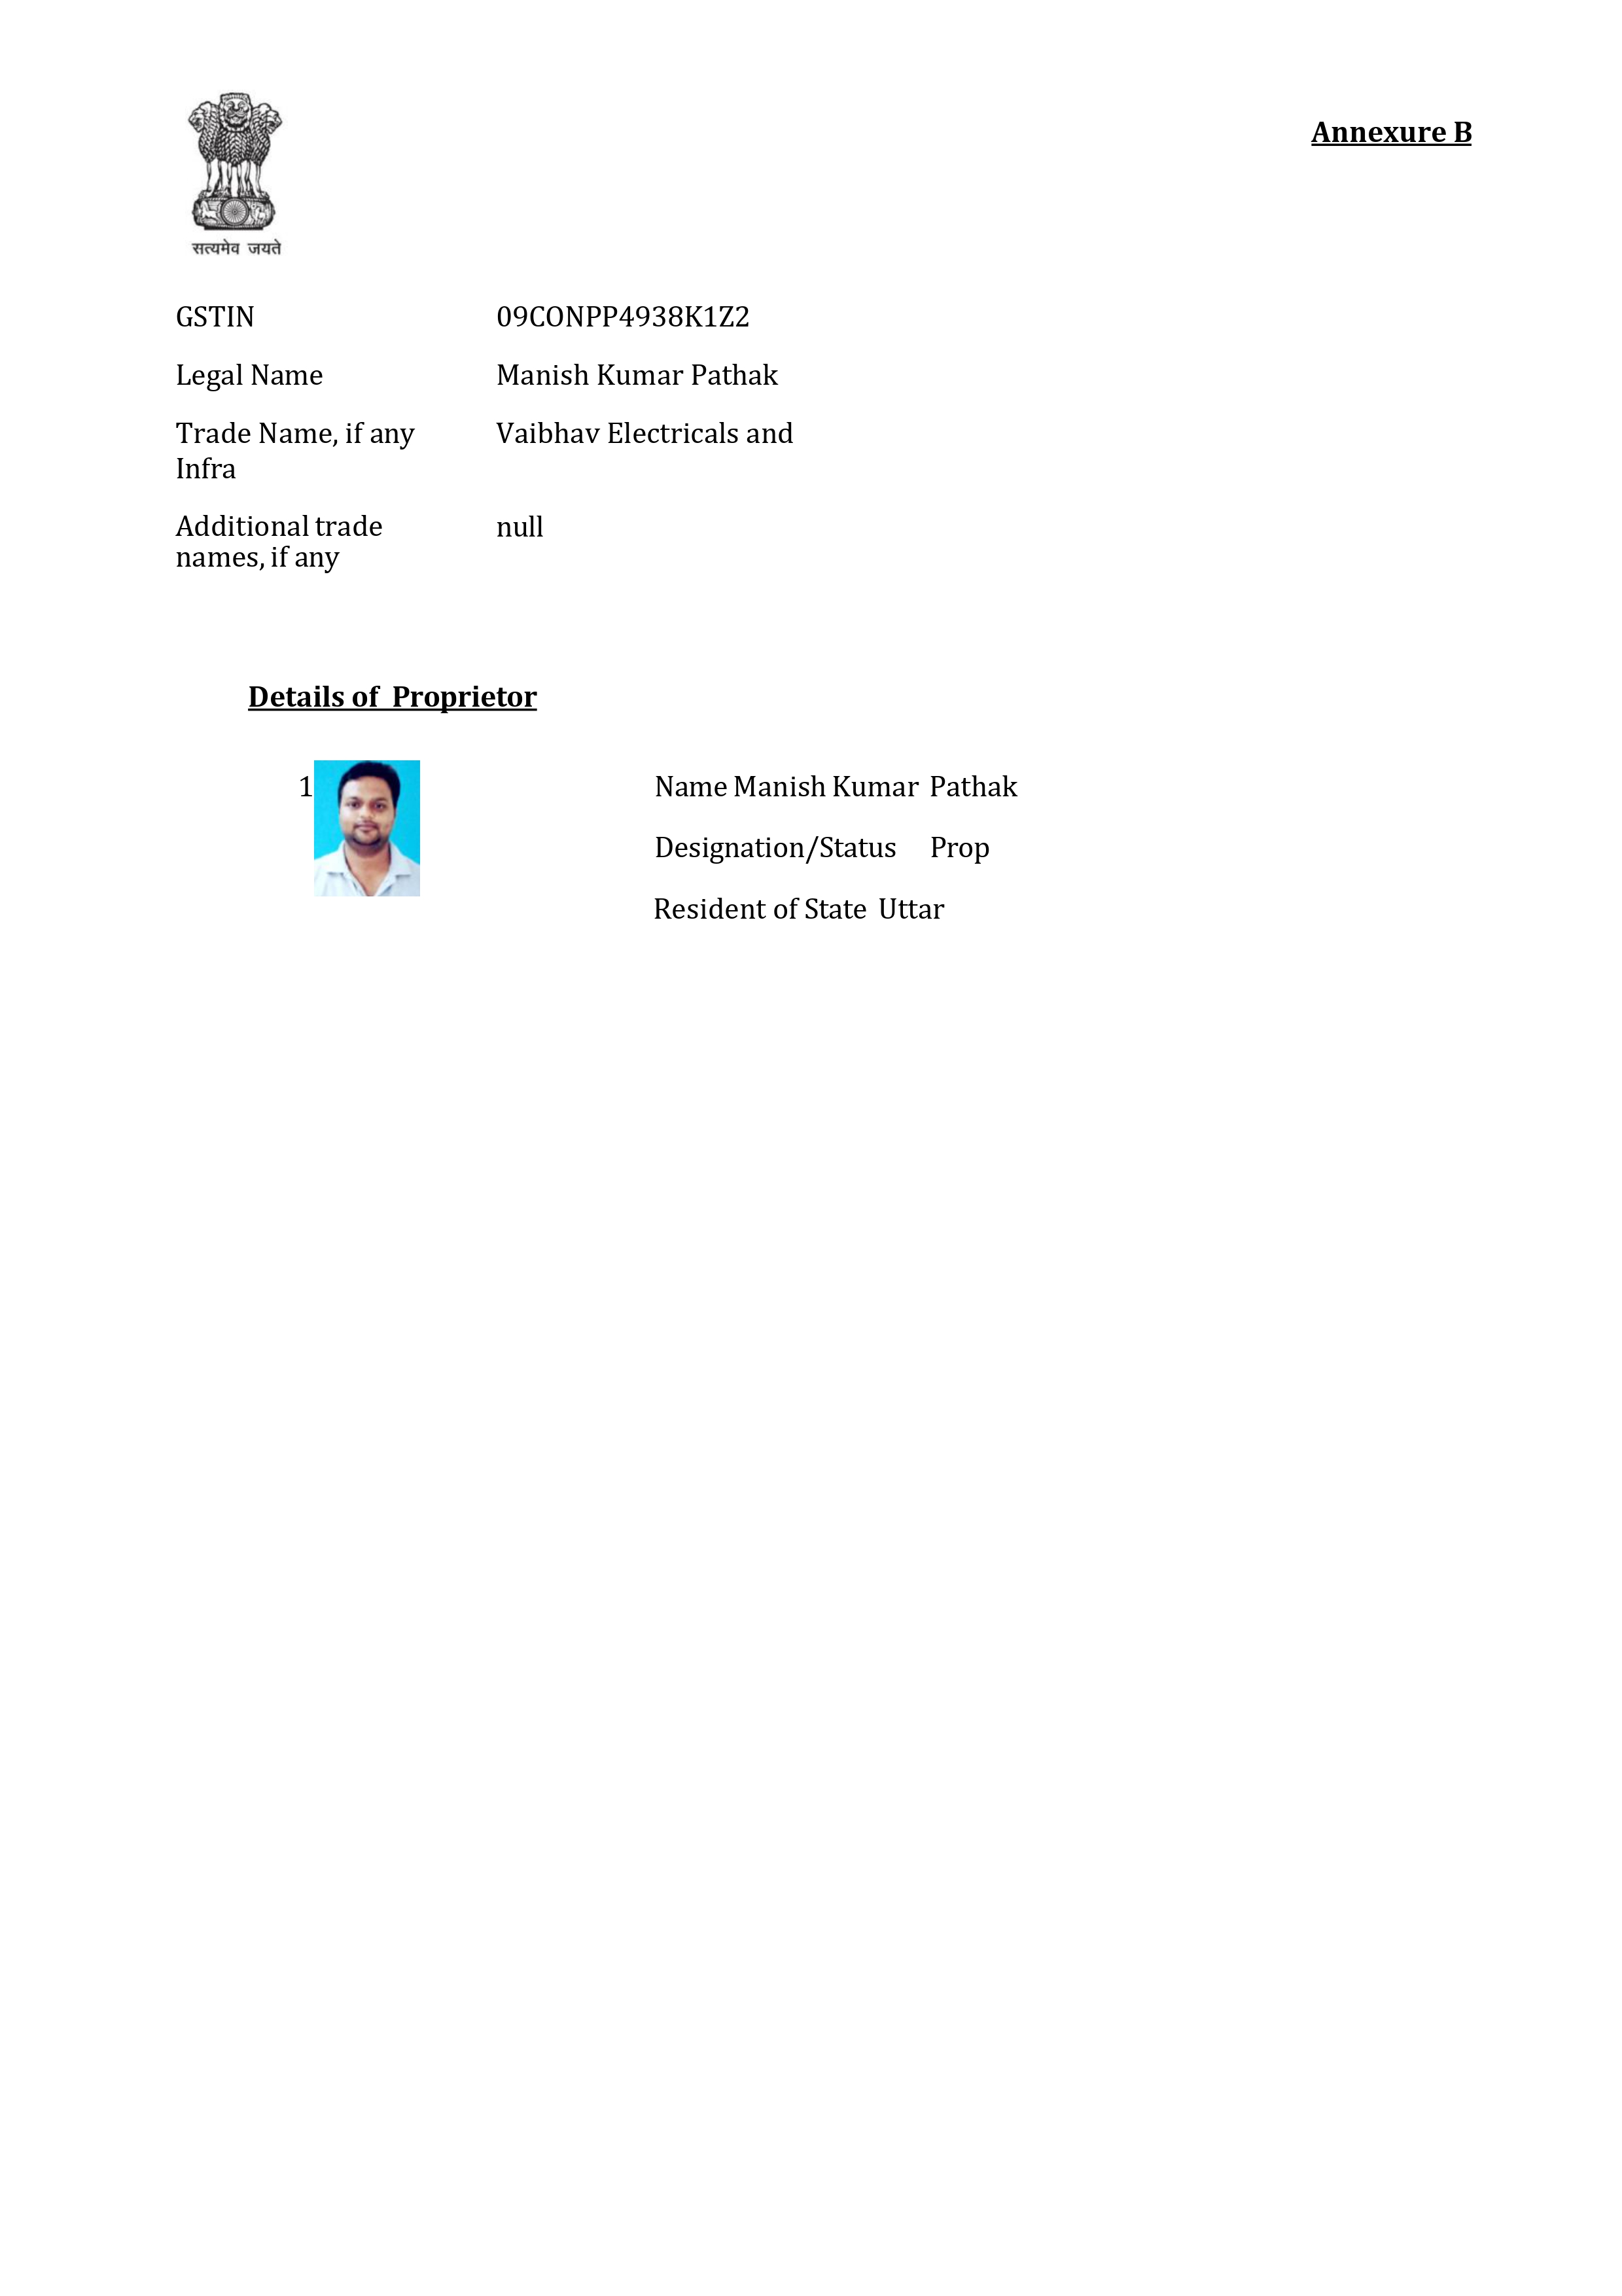 Annexure B
सत्यमेव जयते
GSTIN 09CONPP4938K1Z2
Legal Name Manish Kumar Pathak
Trade Name, if any Vaibhav Electricals and
Infra
Additional trade null
names, if any
Details of Proprietor
1 Name Manish Kumar Pathak
Designation/Status Prop
Resident of State Uttar